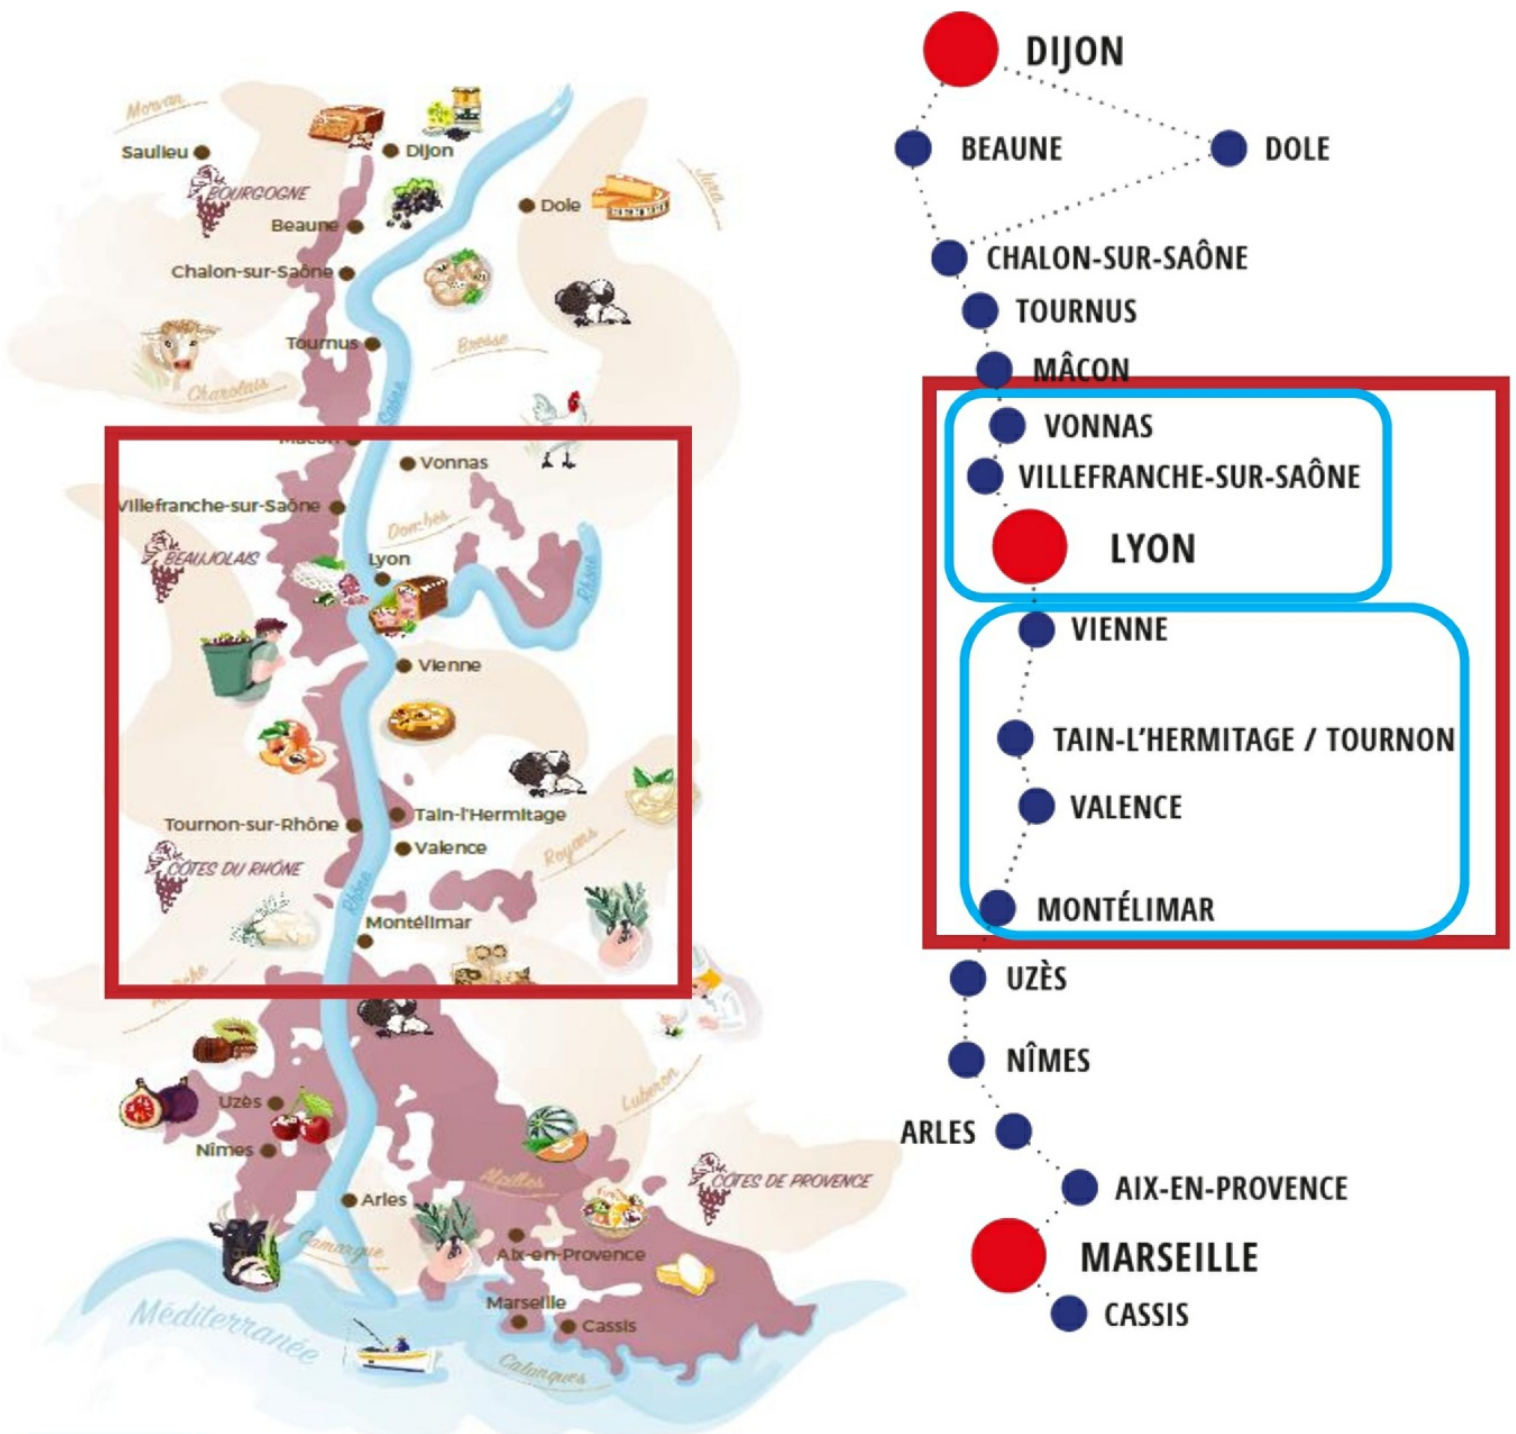 Morvan
Saulieu
Dijon
BOURGOGNE
Dole
Jura
Beaune
Chalon-sur-Saône
Tournus
Bresse
Charolais
Saône
Mâcon
Vonnas
Villefranche-sur-Saône
Dombes
BEAUJOLAIS
Lyon
Rhône
Vienne
Tain-l'Hermitage
Tournon-sur-Rhône
Valence
Royans
CÔTES DU RHÔNE
Rhône
Montélimar
Ardèche
Uzès
Luberon
Nîmes
Alpilles
CÔTES DE PROVENCE
Arles
Camargue
Aix-en-Provence
Marseille
Cassis
Méditerranée
Calanques
DIJON
BEAUNE
DOLE
CHALON-SUR-SAÔNE
TOURNUS
MÂCON
VONNAS
VILLEFRANCHE-SUR-SAÔNE
LYON
VIENNE
TAIN-L'HERMITAGE / TOURNON
VALENCE
MONTÉLIMAR
UZÈS
NÎMES
ARLES
AIX-EN-PROVENCE
MARSEILLE
CASSIS